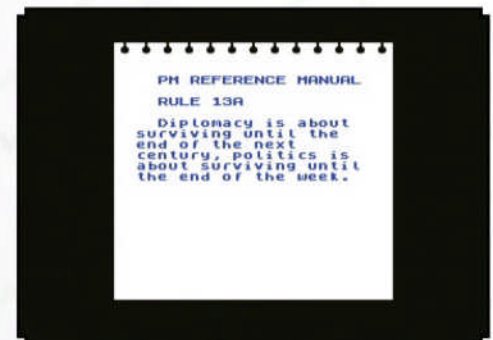 PM REFERENCE MANUAL
RULE 13A
Diplomacy is about
surviving until the
end of the next
century, politics is
about surviving until
the end of the week.